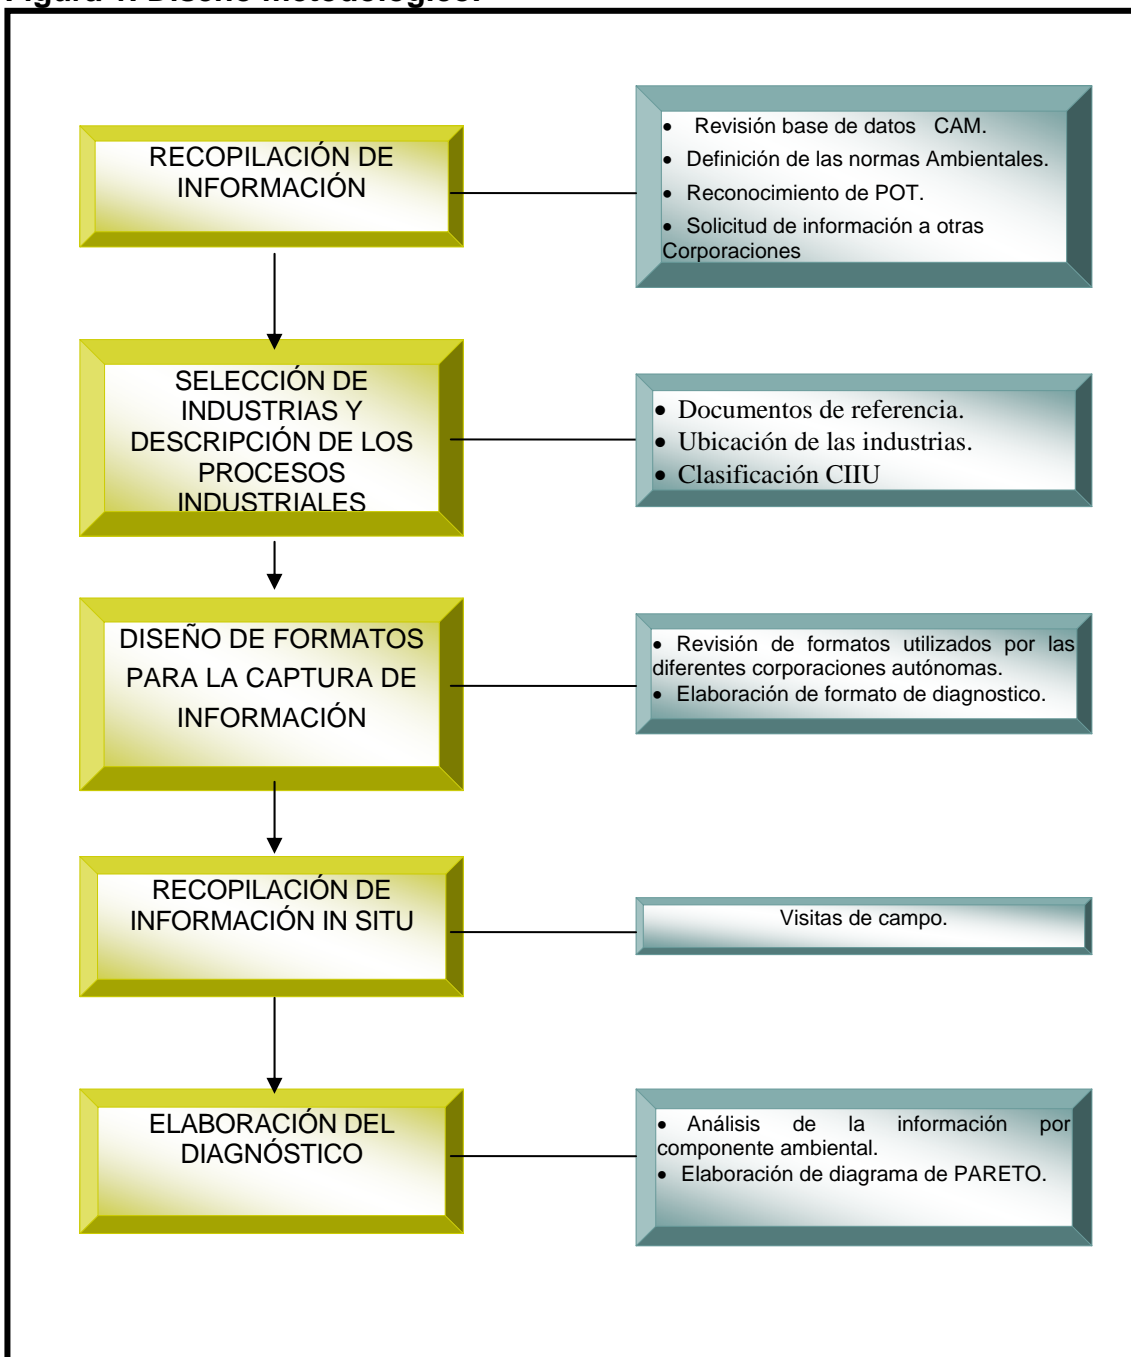 Figura 1. Diseño metodológico.
RECOPILACIÓN DE
INFORMACIÓN
• Revisión base de datos CAM.
• Definición de las normas Ambientales.
• Reconocimiento de POT.
• Solicitud de información a otras
Corporaciones
SELECCIÓN DE
INDUSTRIAS Y
DESCRIPCIÓN DE LOS
PROCESOS
INDUSTRIALES
• Documentos de referencia.
• Ubicación de las industrias.
• Clasificación CIIU
DISEÑO DE FORMATOS
PARA LA CAPTURA DE
INFORMACIÓN
• Revisión de formatos utilizados por las
diferentes corporaciones autónomas.
• Elaboración de formato de diagnostico.
RECOPILACIÓN DE
INFORMACIÓN IN SITU
Visitas de campo.
ELABORACIÓN DEL
DIAGNÓSTICO
• Análisis de la información por
componente ambiental.
• Elaboración de diagrama de PARETO.